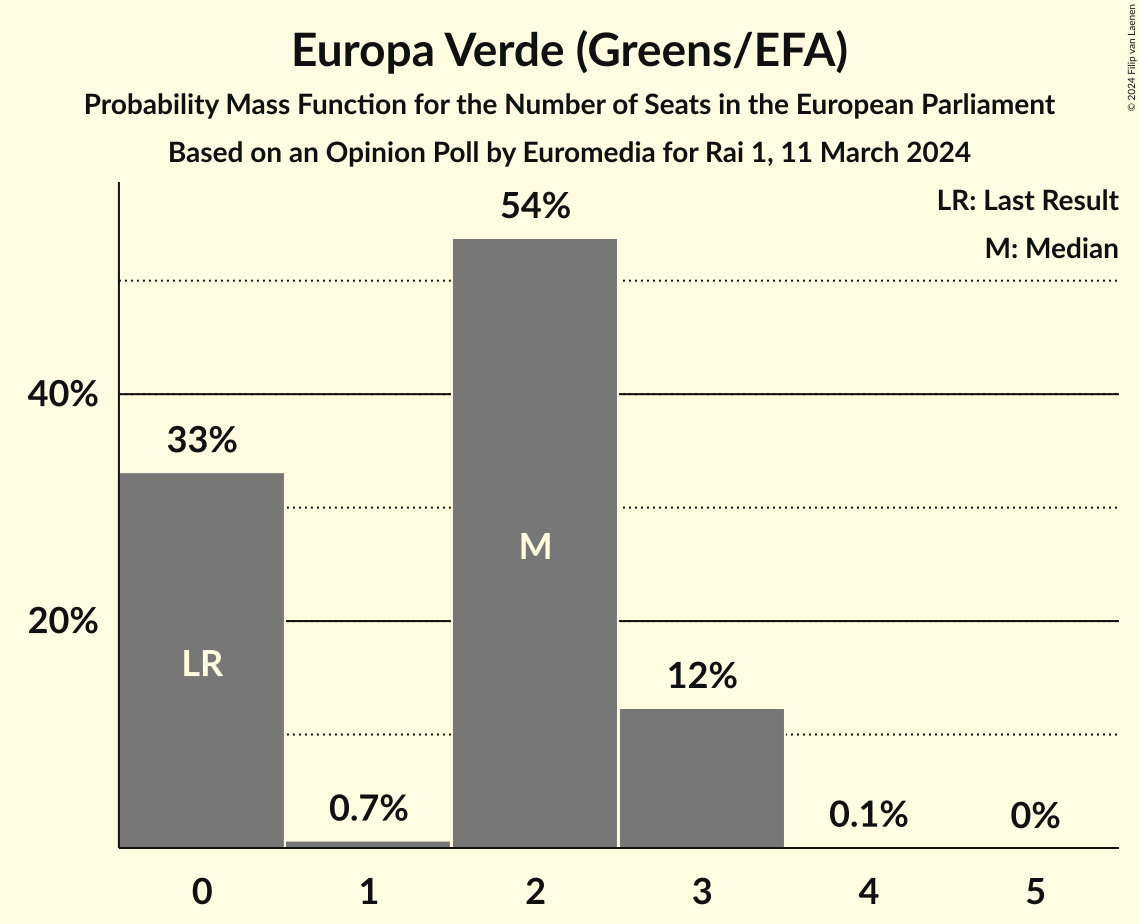 Europa Verde (Greens/EFA)
Probability Mass Function for the Number of Seats in the European Parliament
Based on an Opinion Poll by Euromedia for Rai 1, 11 March 2024
© 2024 Filip van Laenen
LR: Last Result
M: Median
54%
40%
33%
M
20%
LR
12%
0.7%
0.1%
0%
0 1 2 3 4 5